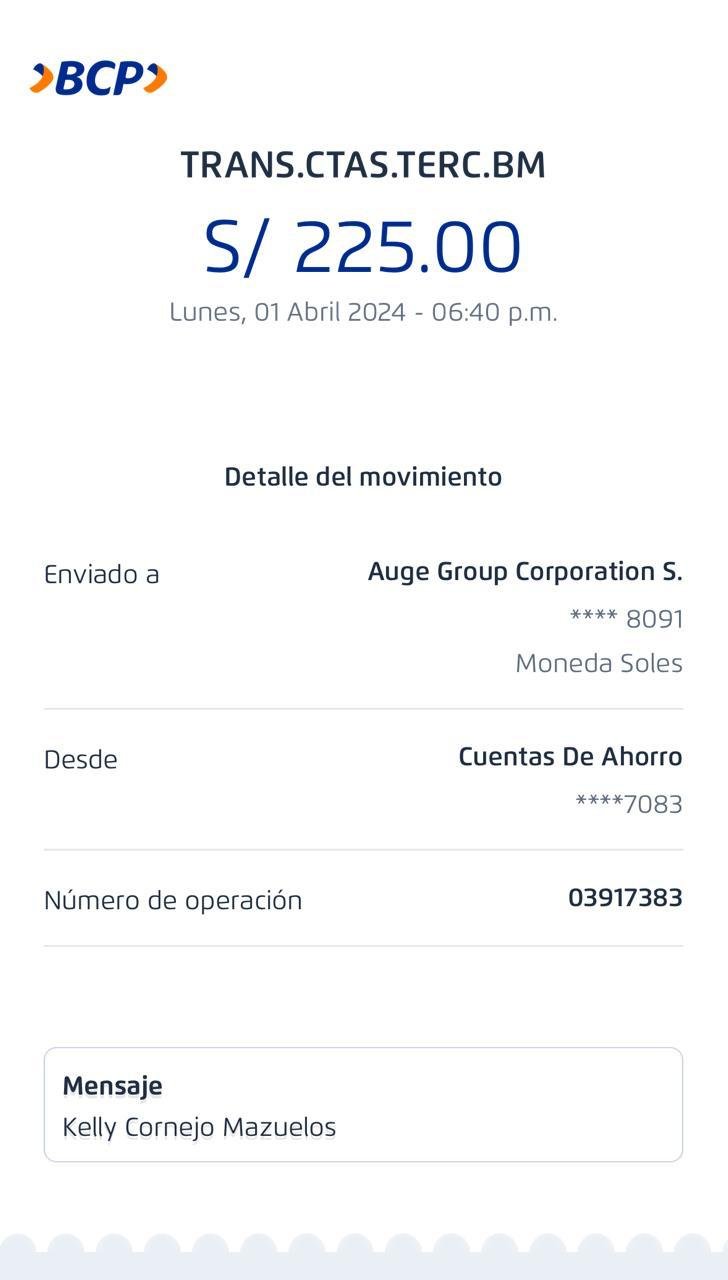 BCP
TRANS.CTAS.TERC.BM
S/ 225.00
Lunes, 01 Abril 2024 - 06:40 p.m.
Detalle del movimiento
Enviado a Auge Group Corporation S.
**** 8091
Moneda Soles
Desde Cuentas De Ahorro
****7083
Número de operación 03917383
Mensaje
Kelly Cornejo Mazuelos